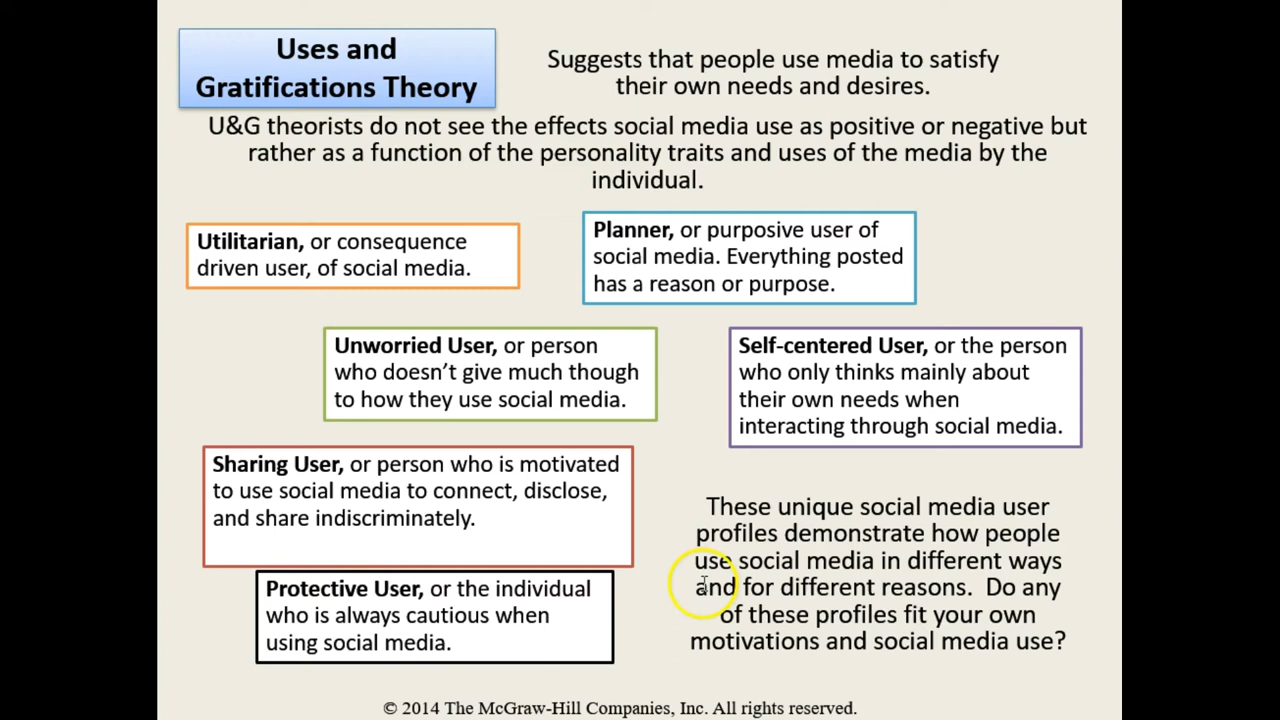 Uses and
Gratifications Theory
Suggests that people use media to satisfy
their own needs and desires.
U&G theorists do not see the effects social media use as positive or negative but
rather as a function of the personality traits and uses of the media by the
individual.
Utilitarian, or consequence
driven user, of social media.
Planner, or purposive user of
social media. Everything posted
has a reason or purpose.
Unworried User, or person
who doesn't give much though
to how they use social media.
Self-centered User, or the person
who only thinks mainly about
their own needs when
interacting through social media.
Sharing User, or person who is motivated
to use social media to connect, disclose,
and share indiscriminately.
These unique social media user
profiles demonstrate how people
use social media in different ways
and for different reasons.  Do any
of these profiles fit your own
motivations and social media use?
Protective User, or the individual
who is always cautious when
using social media.
© 2014 The McGraw-Hill Companies, Inc. All rights reserved.